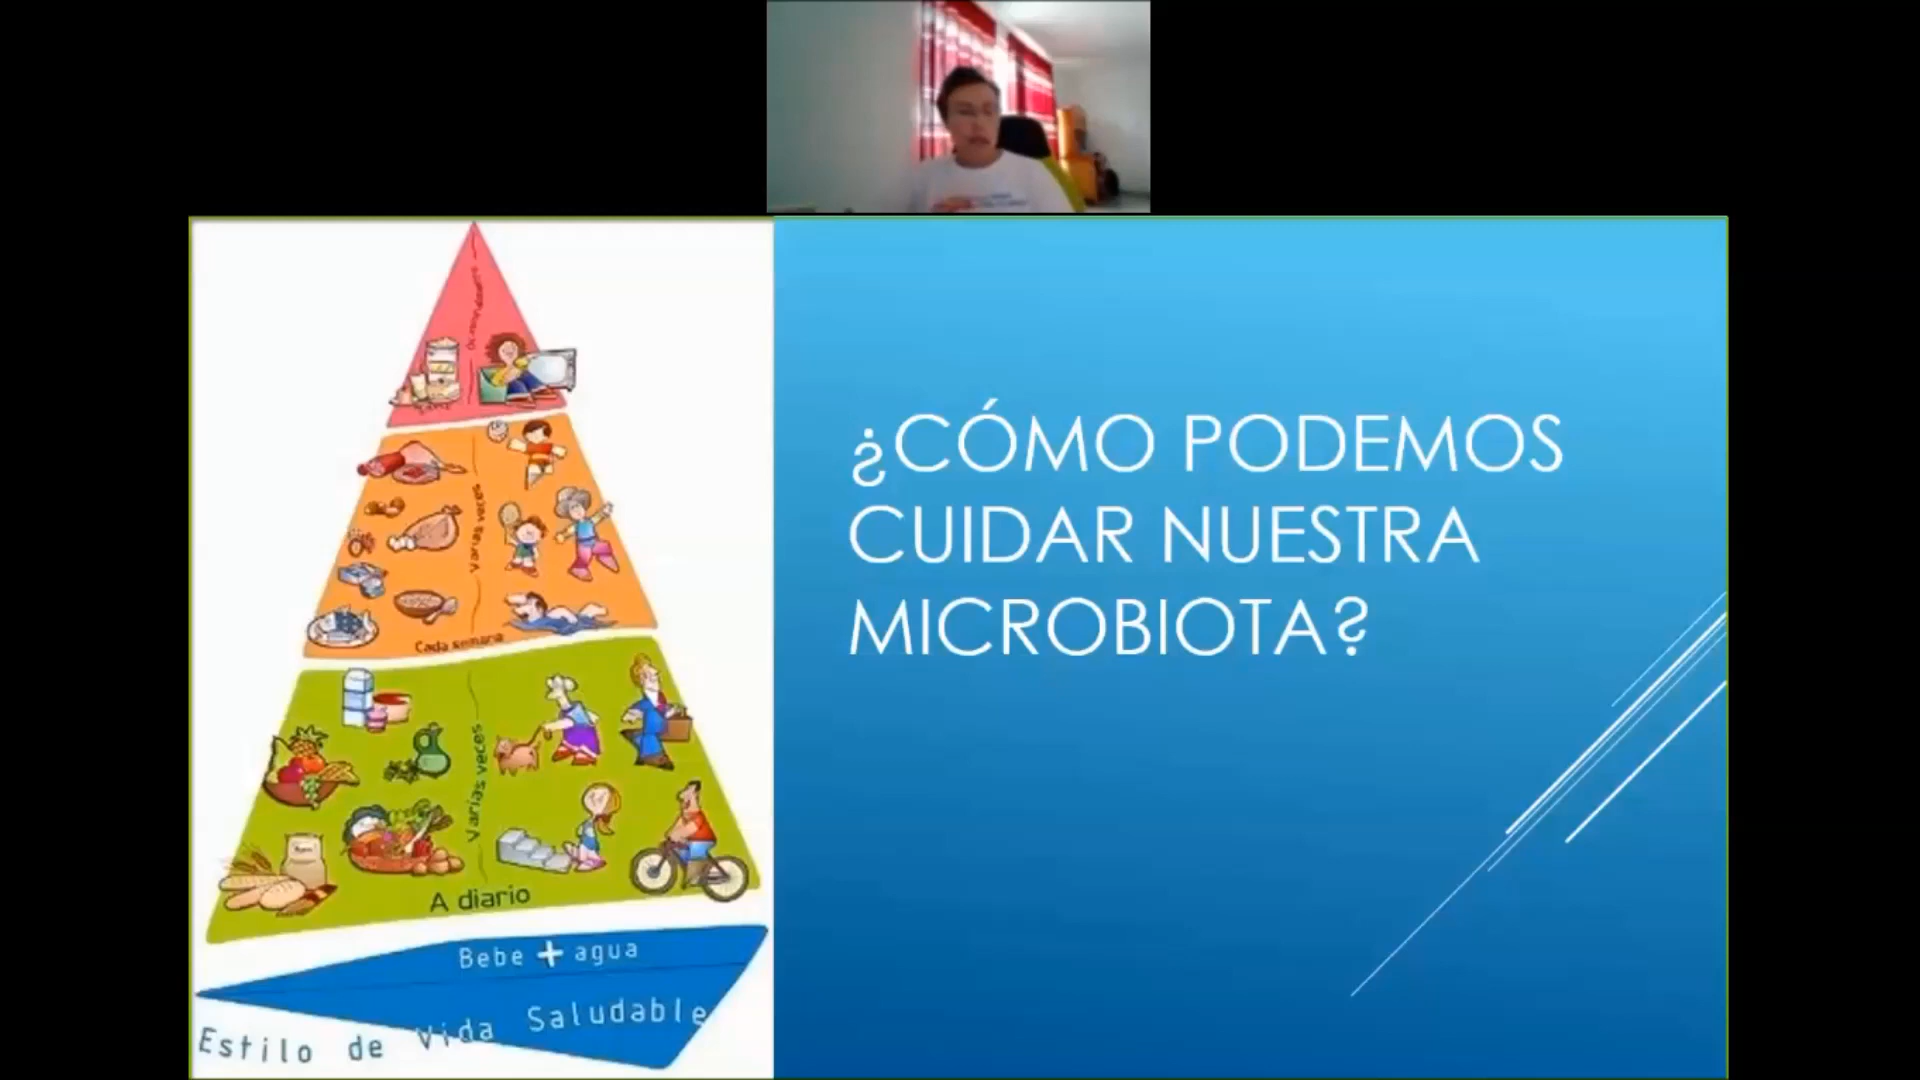 Varias veces
Cada semana
Varias veces
A diario
Bebe + agua
Estilo de Vida Saludable
¿CÓMO PODEMOS
CUIDAR NUESTRA
MICROBIOTA?